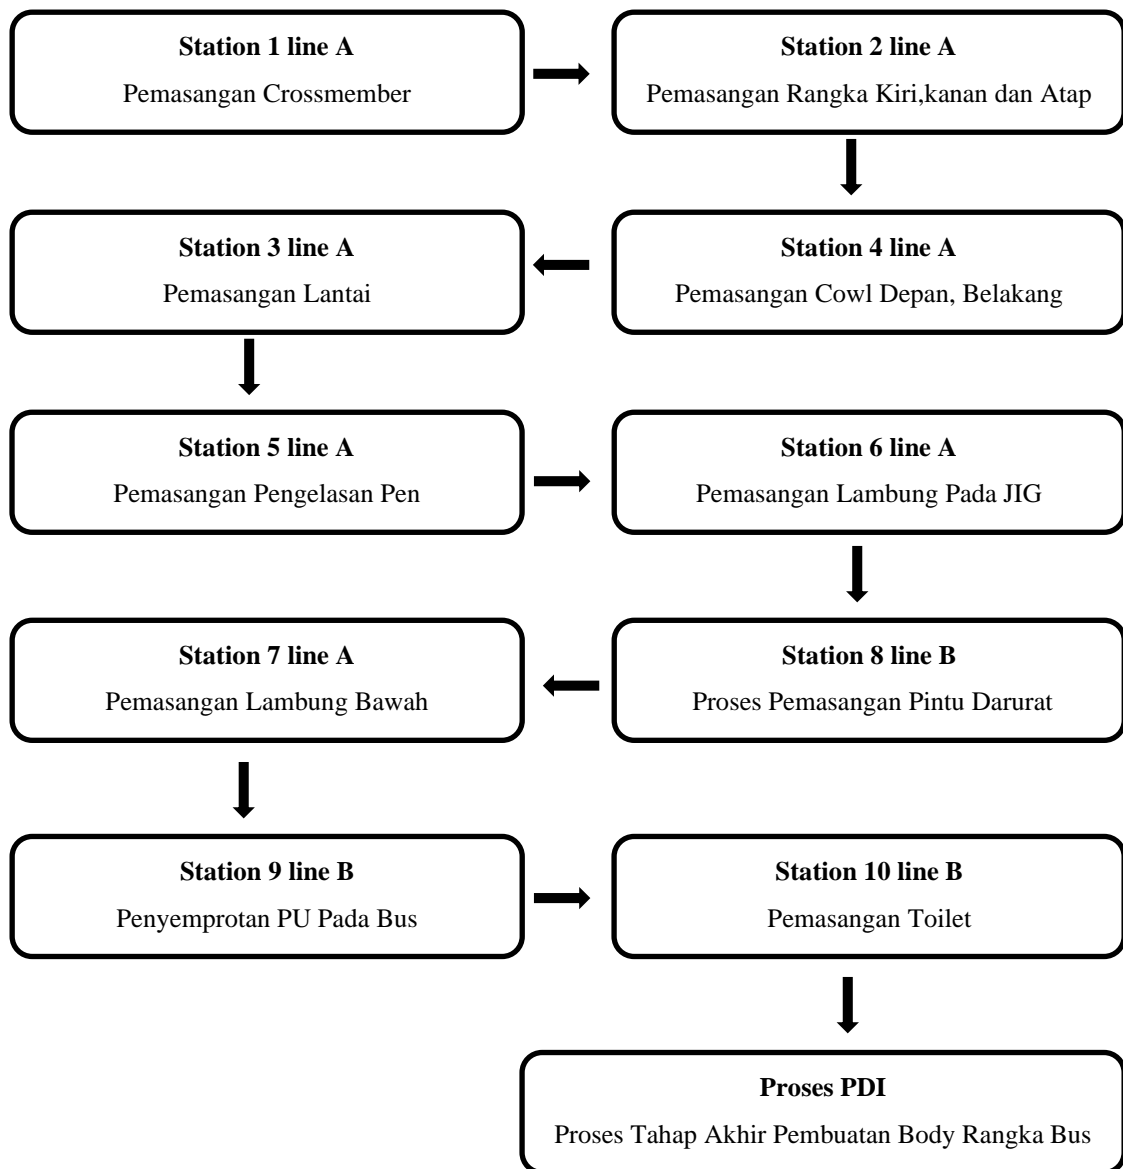 Station 1 line A
Pemasangan Crossmember
Station 2 line A
Pemasangan Rangka Kiri,kanan dan Atap
Station 3 line A
Pemasangan Lantai
Station 4 line A
Pemasangan Cowl Depan, Belakang
Station 5 line A
Pemasangan Pengelasan Pen
Station 6 line A
Pemasangan Lambung Pada JIG
Station 7 line A
Pemasangan Lambung Bawah
Station 8 line B
Proses Pemasangan Pintu Darurat
Station 9 line B
Penyemprotan PU Pada Bus
Station 10 line B
Pemasangan Toilet
Proses PDI
Proses Tahap Akhir Pembuatan Body Rangka Bus